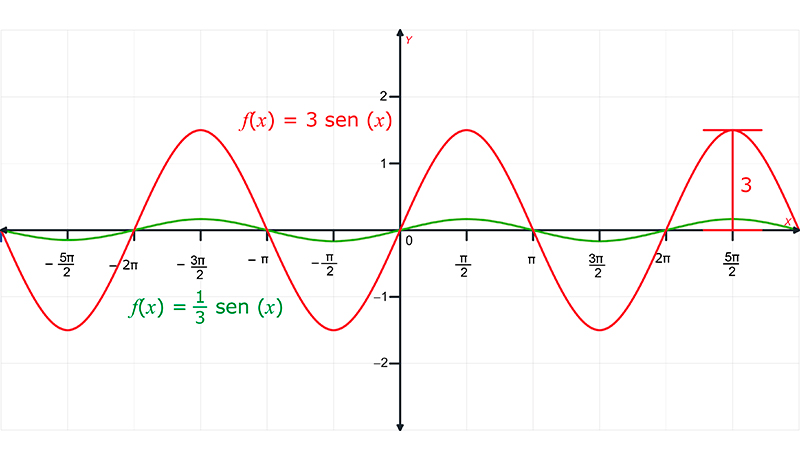 Y
2
f(x) = 3 sen (x)
1
3
X
0
− 5π/2
− 2π
− 3π/2
− π
− π/2
π/2
π
3π/2
2π
5π/2
−1
f(x) = 1/3 sen (x)
−2